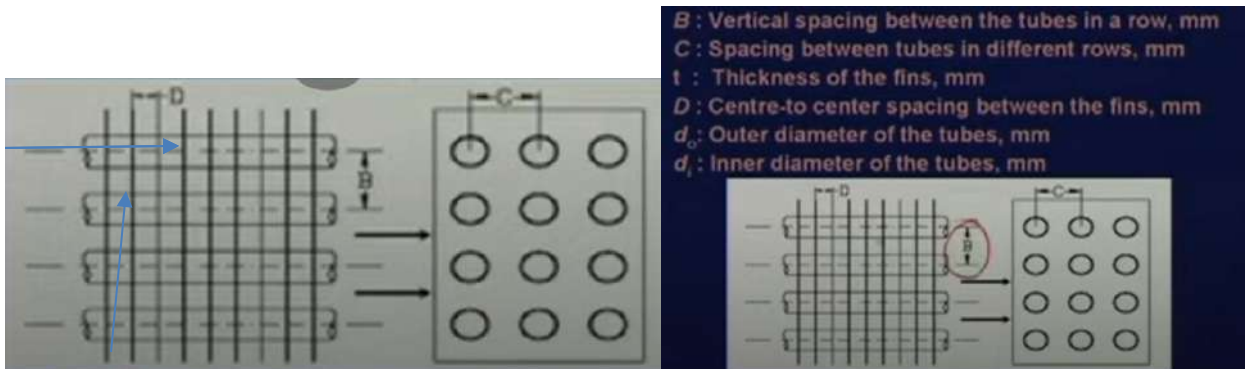 D
C
B
B : Vertical spacing between the tubes in a row, mm
C : Spacing between tubes in different rows, mm
t : Thickness of the fins, mm
D : Centre-to center spacing between the fins, mm
do: Outer diameter of the tubes, mm
di: Inner diameter of the tubes, mm
D
C
B